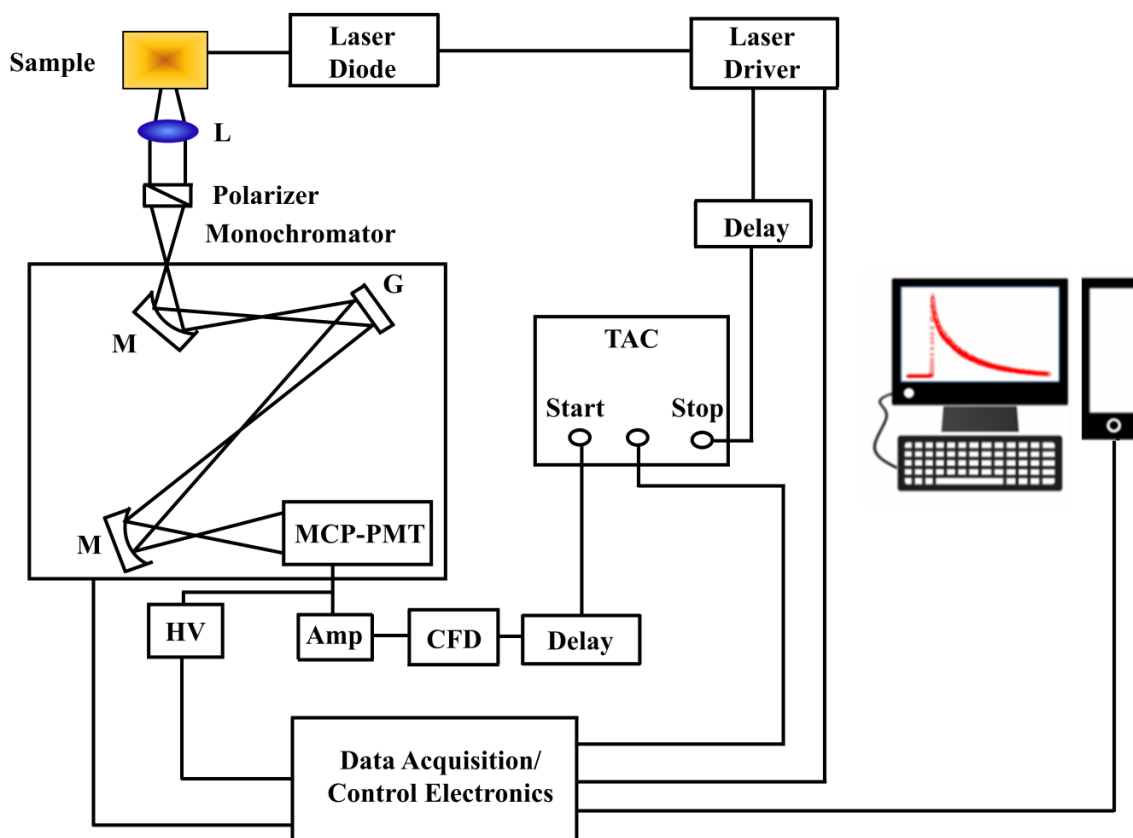 Sample
Laser
Diode
Laser
Driver
L
Polarizer
Monochromator
Delay
G
M
TAC
Start
Stop
M
MCP-PMT
HV
Amp
CFD
Delay
Data Acquisition/
Control Electronics